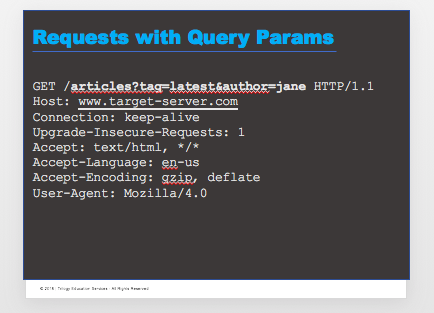 Requests with Query Params
GET /articles?tag=latest&author=jane HTTP/1.1
Host: www.target-server.com
Connection: keep-alive
Upgrade-Insecure-Requests: 1
Accept: text/html, */*
Accept-Language: en-us
Accept-Encoding: gzip, deflate
User-Agent: Mozilla/4.0
Trilogy Education Services - All Rights Reserved